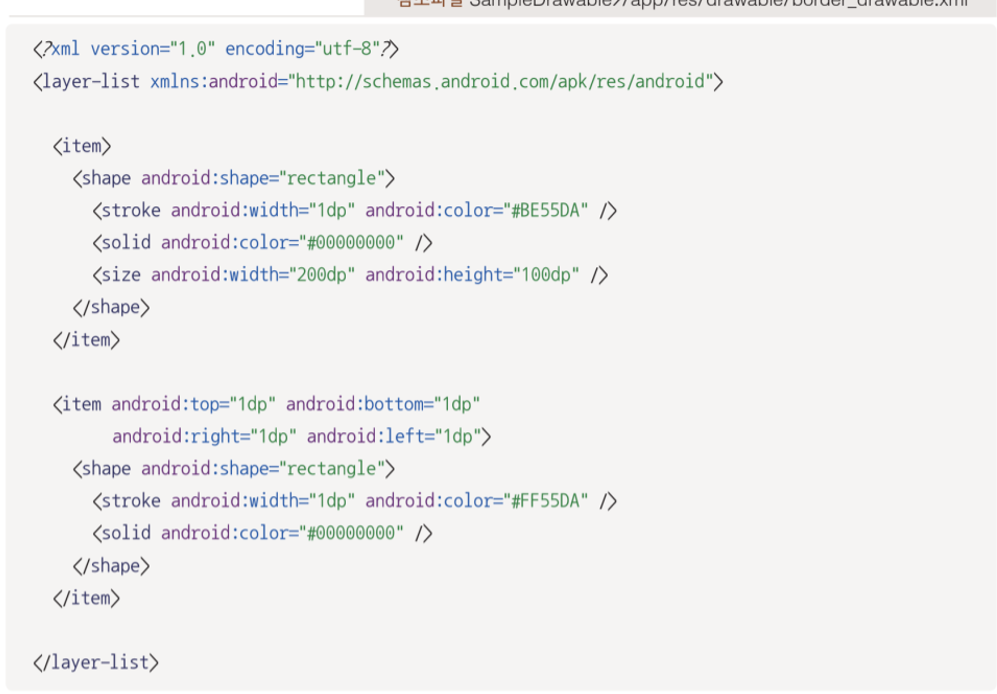 참조파일 SampleDrawable>/app/res/drawable/border_drawable.xml
<?xml version="1.0" encoding="utf-8"?>
<layer-list xmlns:android="http://schemas.android.com/apk/res/android">
<item>
<shape android:shape="rectangle">
<stroke android:width="1dp" android:color="#BE55DA" />
<solid android:color="#00000000" />
<size android:width="200dp" android:height="100dp" />
</shape>
</item>
<item android:top="1dp" android:bottom="1dp"
android:right="1dp" android:left="1dp">
<shape android:shape="rectangle">
<stroke android:width="1dp" android:color="#FF55DA" />
<solid android:color="#00000000" />
</shape>
</item>
</layer-list>